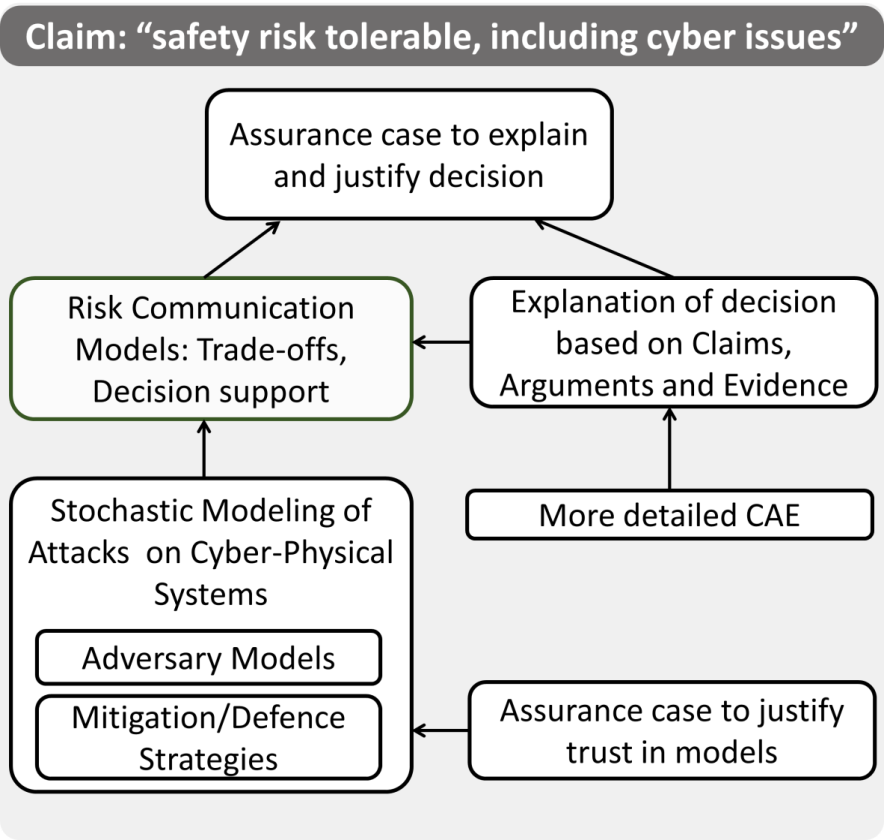 Claim: “safety risk tolerable, including cyber issues”
Assurance case to explain
and justify decision
Risk Communication
Models: Trade-offs,
Decision support
Explanation of decision
based on Claims,
Arguments and Evidence
Stochastic Modeling of
Attacks on Cyber-Physical
Systems
More detailed CAE
Adversary Models
Mitigation/Defence
Strategies
Assurance case to justify
trust in models